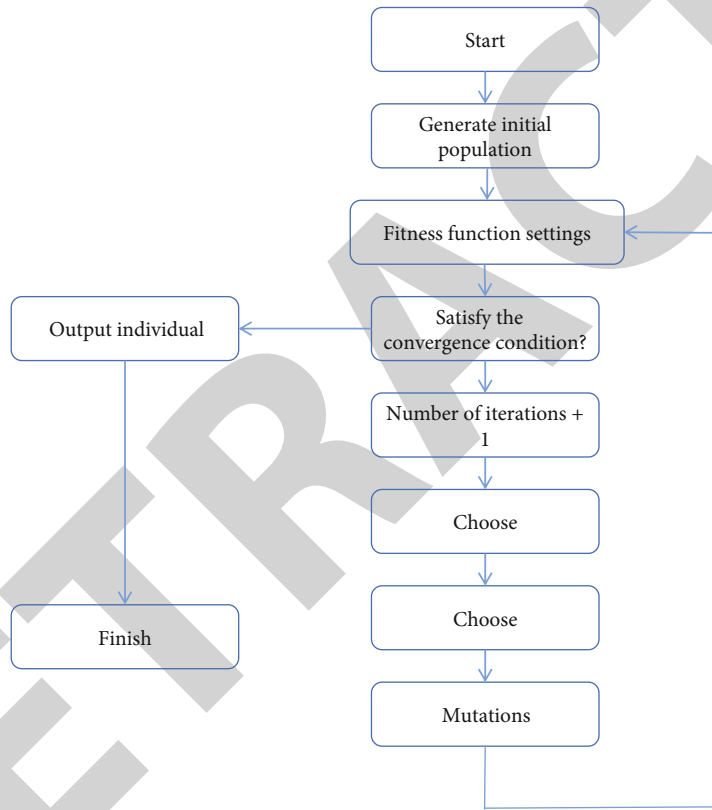 Start
Generate initial
population
Fitness function settings
Satisfy the
convergence condition?
Output individual
Number of iterations +
1
Choose
Choose
Finish
Mutations
ETRACT